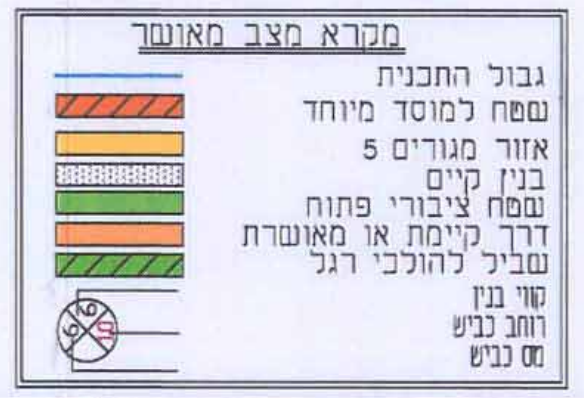 מקרא מצב מאושר
גבול התכנית
שטח למוסד מיוחד
אזור מגורים 5
בנין קיים
שטח ציבורי פתוח
דרך קיימת או מאושרת
שביל להולכי רגל
קווי בנין
רוחב כביש
מס כביש